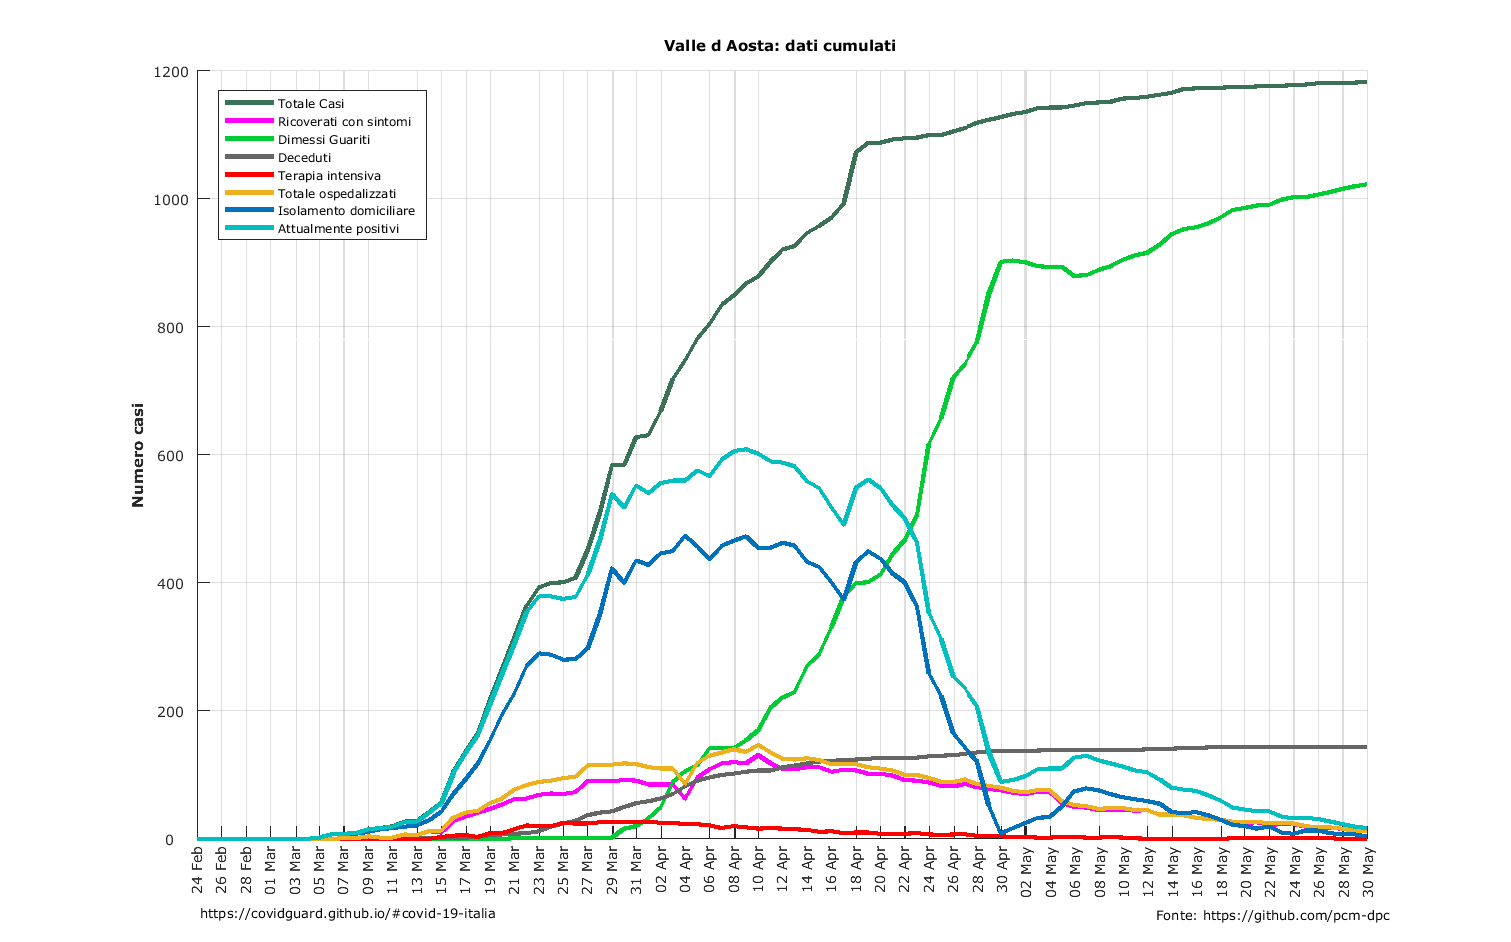 Valle d Aosta: dati cumulati
Numero casi
1200
1000
800
600
400
200
0
Totale Casi
Ricoverati con sintomi
Dimessi Guariti
Deceduti
Terapia intensiva
Totale ospedalizzati
Isolamento domiciliare
Attualmente positivi
24 Feb
26 Feb
28 Feb
01 Mar
03 Mar
05 Mar
07 Mar
09 Mar
11 Mar
13 Mar
15 Mar
17 Mar
19 Mar
21 Mar
23 Mar
25 Mar
27 Mar
29 Mar
31 Mar
02 Apr
04 Apr
06 Apr
08 Apr
10 Apr
12 Apr
14 Apr
16 Apr
18 Apr
20 Apr
22 Apr
24 Apr
26 Apr
28 Apr
30 Apr
02 May
04 May
06 May
08 May
10 May
12 May
14 May
16 May
18 May
20 May
22 May
24 May
26 May
28 May
30 May
https://covidguard.github.io/#covid-19-italia
Fonte: https://github.com/pcm-dpc